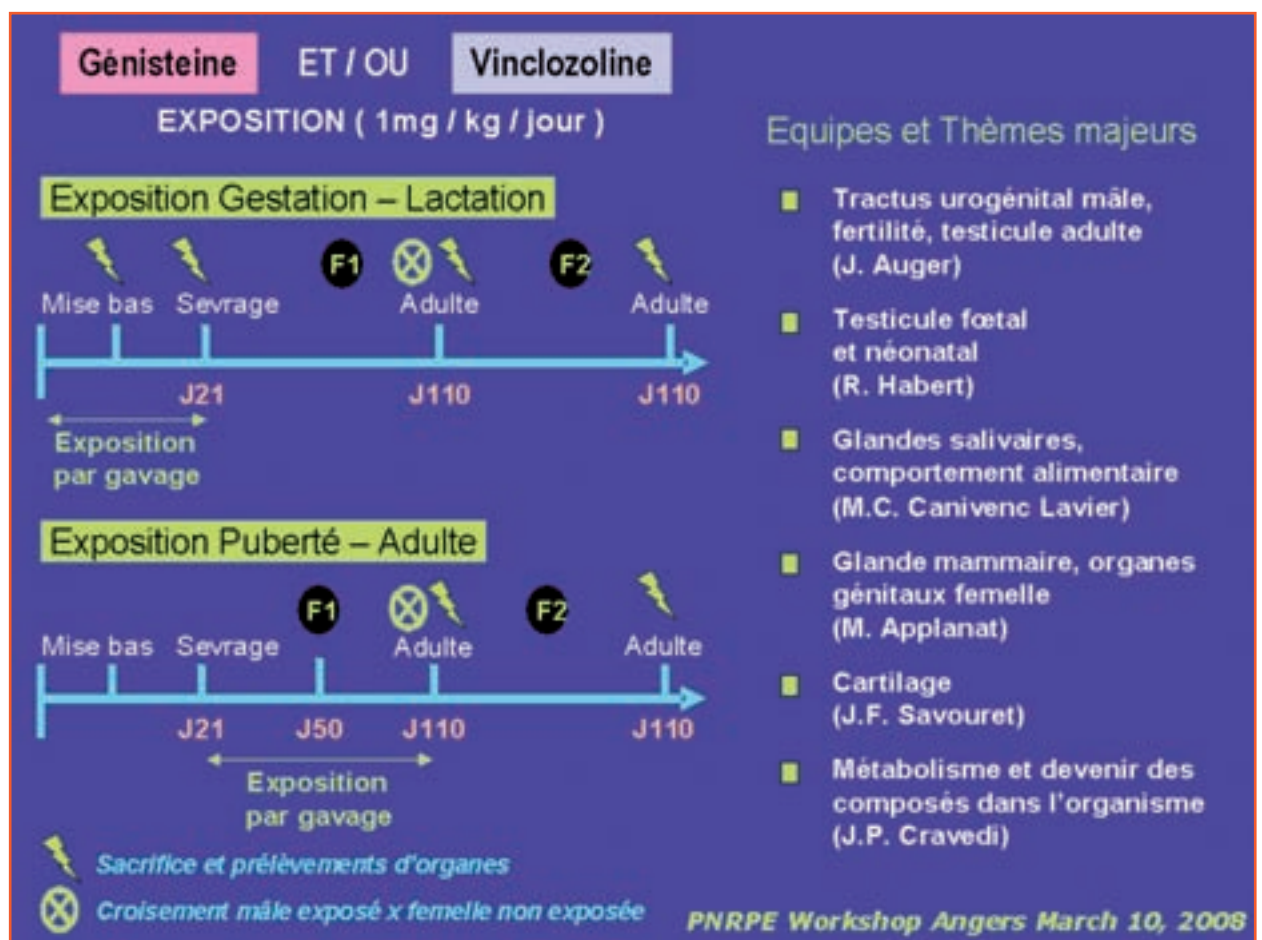 Génisteine ET / OU Vinclozoline
EXPOSITION ( 1mg / kg / jour )
Exposition Gestation – Lactation
F1 F2
Mise bas Sevrage Adulte Adulte
J21 J110 J110
Exposition
par gavage
Exposition Puberté – Adulte
F1 F2
Mise bas Sevrage Adulte Adulte
J21 J50 J110 J110
Exposition
par gavage
Sacrifice et prélèvements d'organes
Croisement mâle exposé x femelle non exposée
Equipes et Thèmes majeurs
Tractus urogénital mâle,
fertilité, testicule adulte
(J. Auger)
Testicule fœtal
et néonatal
(R. Habert)
Glandes salivaires,
comportement alimentaire
(M.C. Canivenc Lavier)
Glande mammaire, organes
génitaux femelle
(M. Applanat)
Cartilage
(J.F. Savouret)
Métabolisme et devenir des
composés dans l'organisme
(J.P. Cravedi)
PNRPE Workshop Angers March 10, 2008